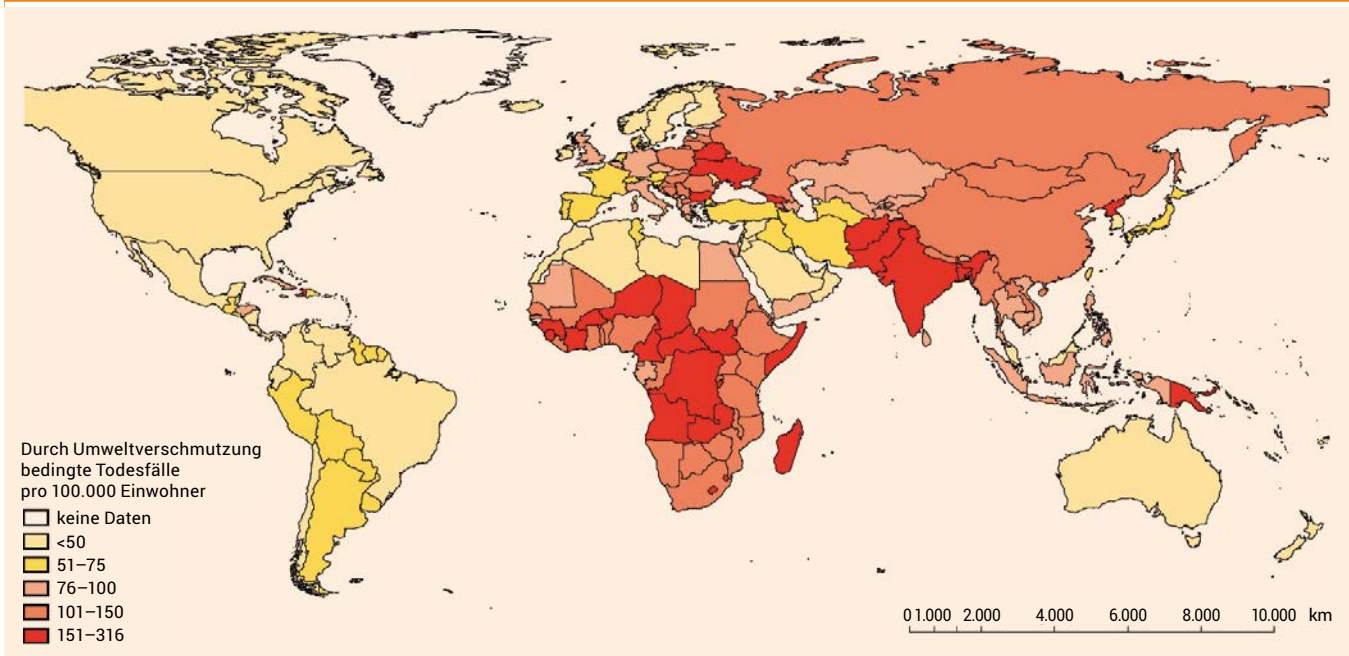 Durch Umweltverschmutzung
bedingte Todesfälle
pro 100.000 Einwohner
keine Daten
<50
51–75
76–100
101–150
151–316
0 1.000 2.000 4.000 6.000 8.000 10.000 km